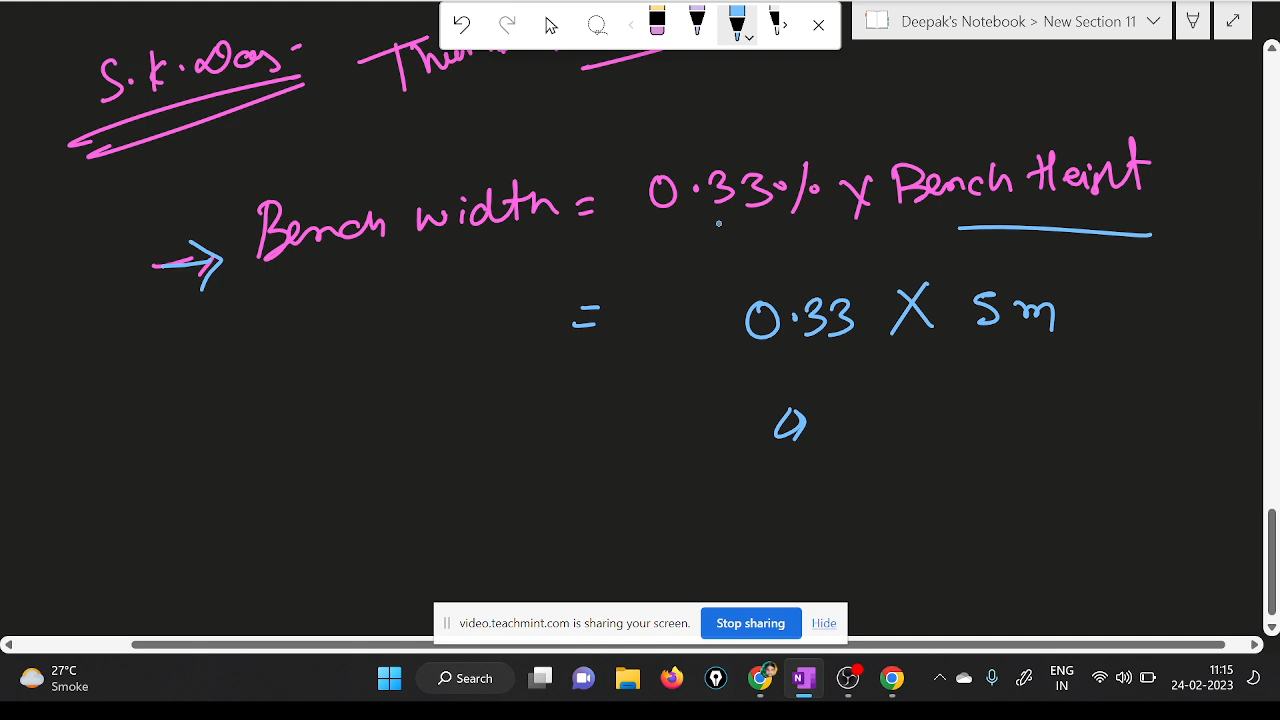 Deepak's Notebook > New Section 11
S.K.Das
Bench width = 0.33% X Bench Height
= 0.33 X 5 m
video.teachmint.com is sharing your screen. Stop sharing Hide
27°C
Smoke
Search
ENG
IN
11:15
24-02-2023